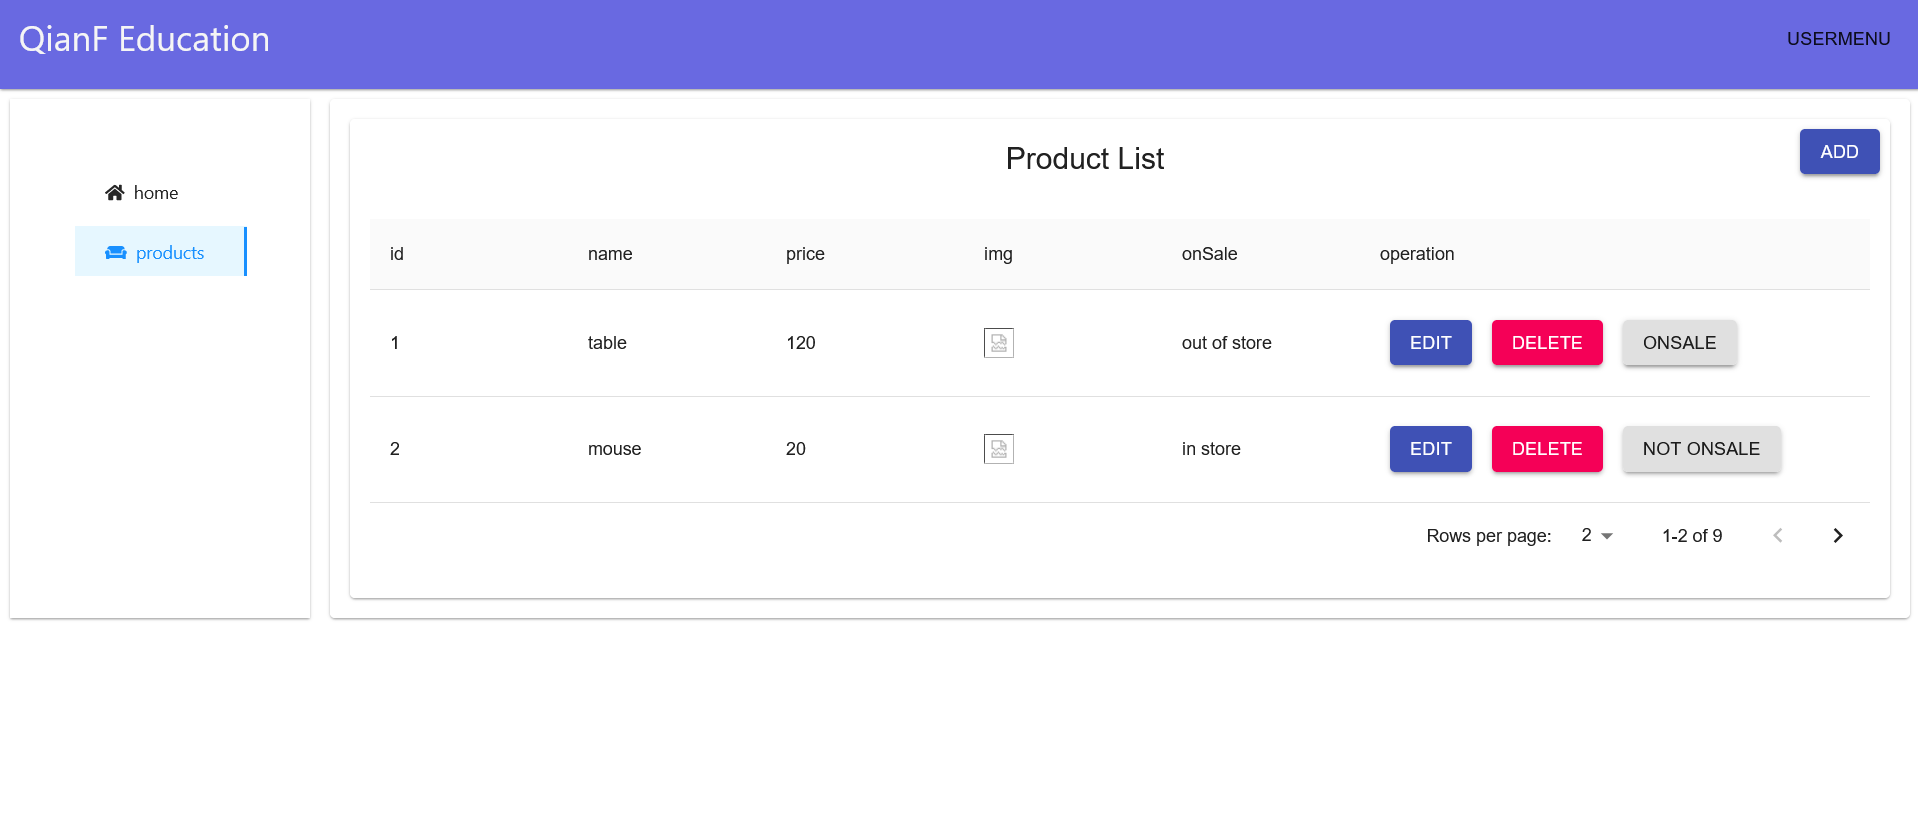 QianF Education
USERMENU
home
products
Product List
ADD
id name price img onSale operation
1 table 120 out of store EDIT DELETE ONSALE
2 mouse 20 in store EDIT DELETE NOT ONSALE
Rows per page: 2 1-2 of 9